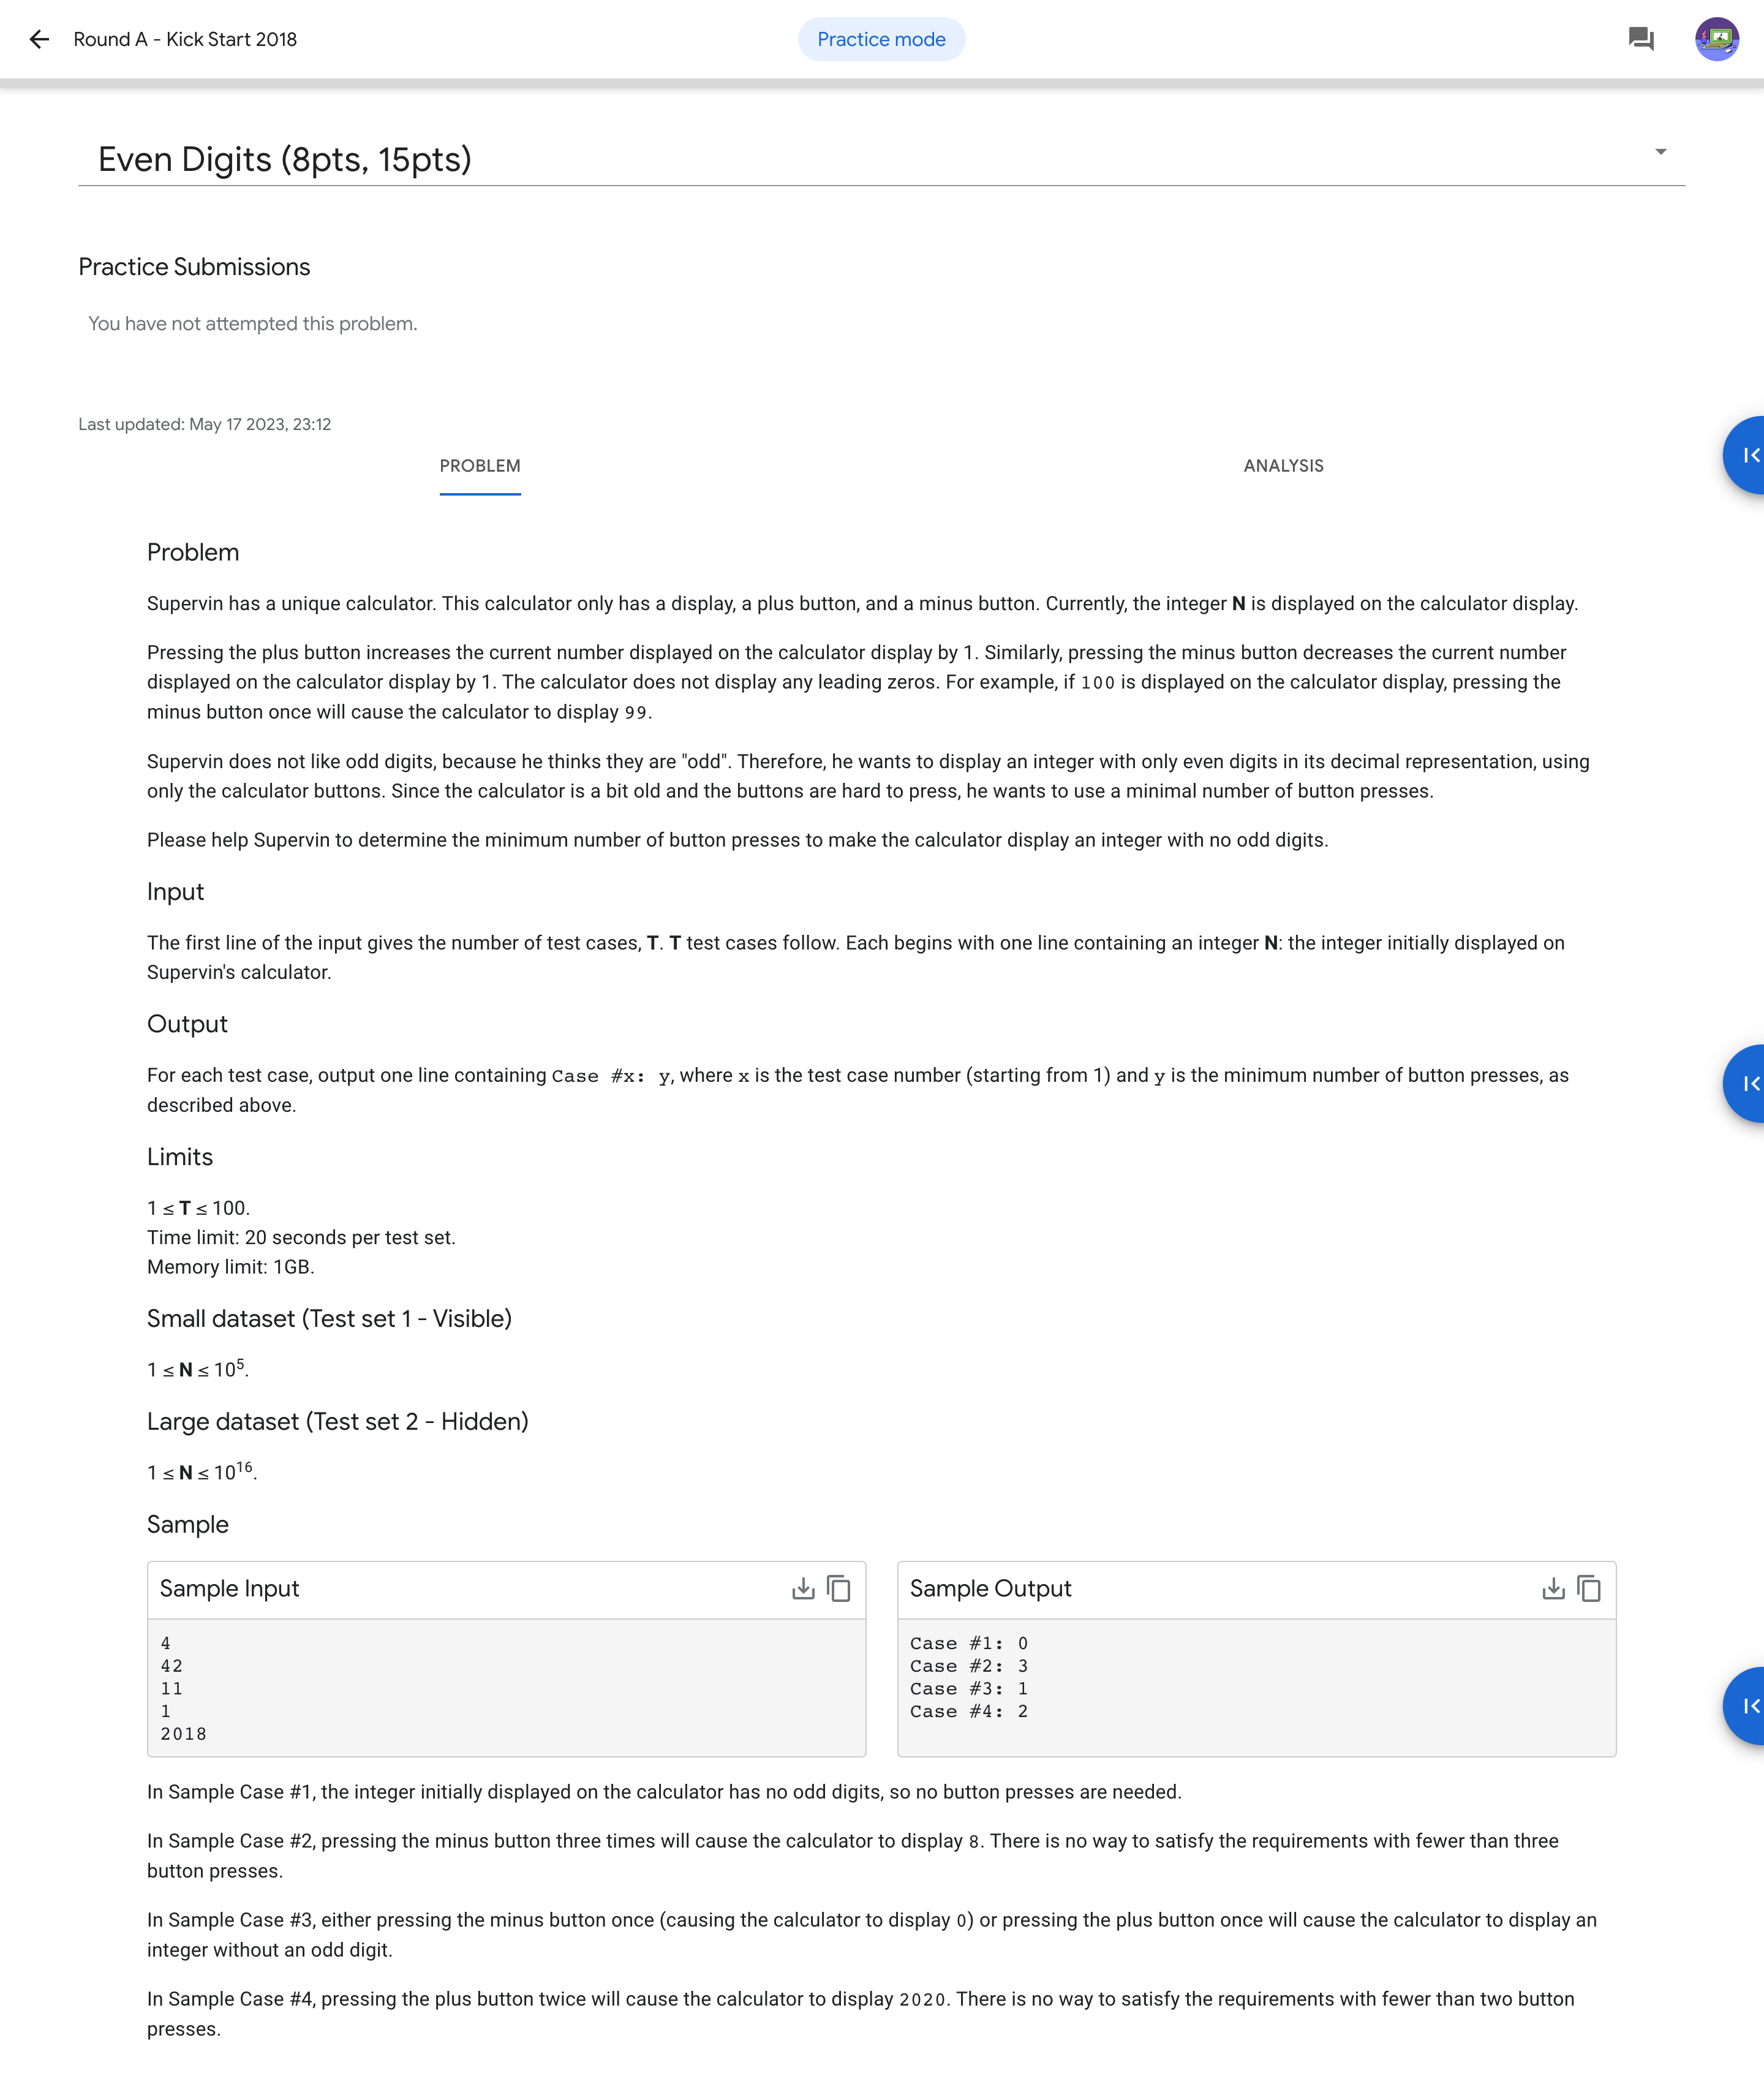 Round A - Kick Start 2018
Practice mode
Even Digits (8pts, 15pts)
Practice Submissions
You have not attempted this problem.
Last updated: May 17 2023, 23:12
PROBLEM
ANALYSIS
Problem
Supervin has a unique calculator. This calculator only has a display, a plus button, and a minus button. Currently, the integer N is displayed on the calculator display.
Pressing the plus button increases the current number displayed on the calculator display by 1. Similarly, pressing the minus button decreases the current number
displayed on the calculator display by 1. The calculator does not display any leading zeros. For example, if 100 is displayed on the calculator display, pressing the
minus button once will cause the calculator to display 99.
Supervin does not like odd digits, because he thinks they are "odd". Therefore, he wants to display an integer with only even digits in its decimal representation, using
only the calculator buttons. Since the calculator is a bit old and the buttons are hard to press, he wants to use a minimal number of button presses.
Please help Supervin to determine the minimum number of button presses to make the calculator display an integer with no odd digits.
Input
The first line of the input gives the number of test cases, T. T test cases follow. Each begins with one line containing an integer N: the integer initially displayed on
Supervin's calculator.
Output
For each test case, output one line containing Case #x: y, where x is the test case number (starting from 1) and y is the minimum number of button presses, as
described above.
Limits
1 ≤ T ≤ 100.
Time limit: 20 seconds per test set.
Memory limit: 1GB.
Small dataset (Test set 1 - Visible)
1 ≤ N ≤ 10^5.
Large dataset (Test set 2 - Hidden)
1 ≤ N ≤ 10^16.
Sample
Sample Input
4
42
11
1
2018
Sample Output
Case #1: 0
Case #2: 3
Case #3: 1
Case #4: 2
In Sample Case #1, the integer initially displayed on the calculator has no odd digits, so no button presses are needed.
In Sample Case #2, pressing the minus button three times will cause the calculator to display 8. There is no way to satisfy the requirements with fewer than three
button presses.
In Sample Case #3, either pressing the minus button once (causing the calculator to display 0) or pressing the plus button once will cause the calculator to display an
integer without an odd digit.
In Sample Case #4, pressing the plus button twice will cause the calculator to display 2020. There is no way to satisfy the requirements with fewer than two button
presses.